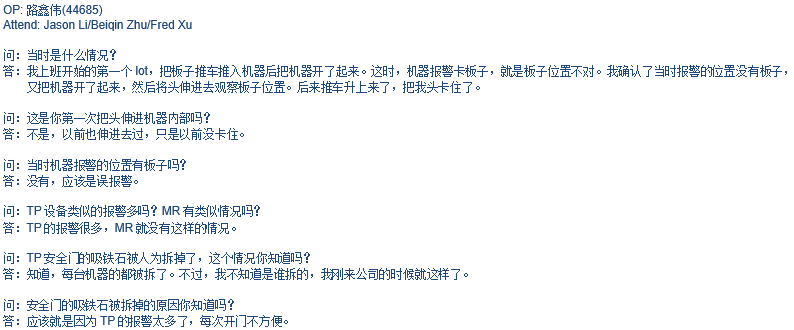 OP: 路鑫伟(44685)
Attend: Jason Li/Beiqin Zhu/Fred Xu
问：当时是什么情况？
答：我上班开始的第一个 lot，把板子推车推入机器后把机器开了起来。这时，机器报警卡板子，就是板子位置不对。我确认了当时报警的位置没有板子，
又把机器开了起来，然后将头伸进去观察板子位置。后来推车升上来了，把我头卡住了。
问：这是你第一次把头伸进机器内部吗？
答：不是，以前也伸进去过，只是以前没卡住。
问：当时机器报警的位置有板子吗？
答：没有，应该是误报警。
问：TP 设备类似的报警多吗？MR 有类似情况吗？
答：TP 的报警很多，MR 就没有这样的情况。
问：TP 安全门的吸铁石被人为拆掉了，这个情况你知道吗？
答：知道，每台机器的都被拆了。不过，我不知道是谁拆的，我刚来公司的时候就这样了。
问：安全门的吸铁石被拆掉的原因你知道吗？
答：应该就是因为 TP 的报警太多了，每次开门不方便。